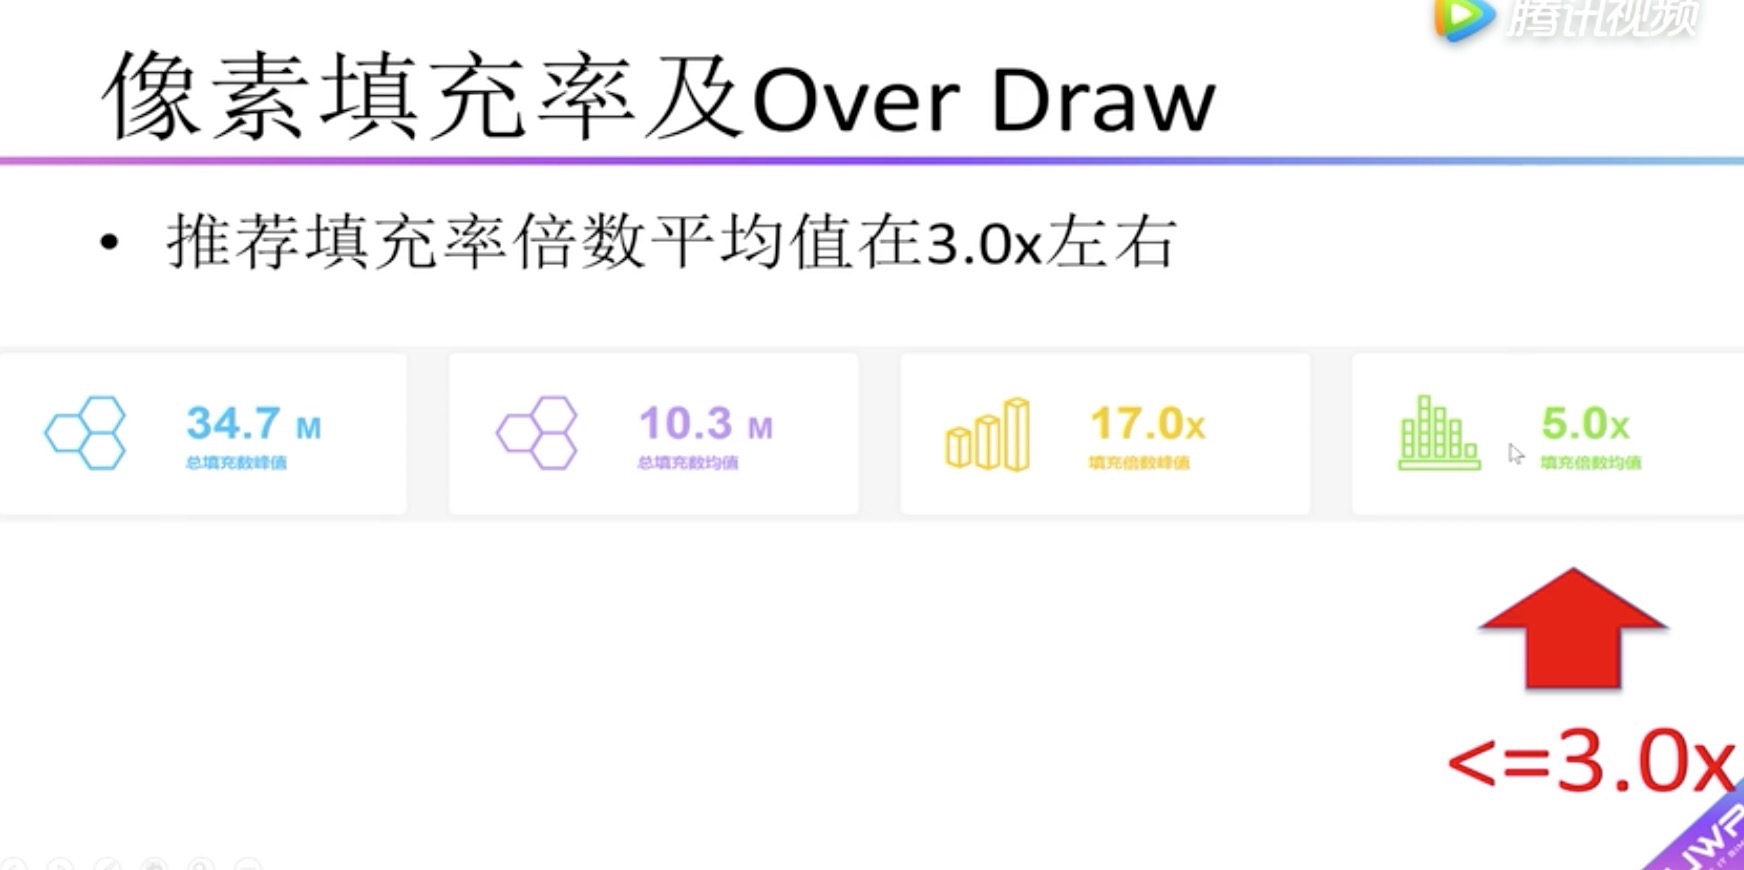 腾讯视频
像素填充率及Over Draw
• 推荐填充率倍数平均值在3.0x左右
34.7 M
总填充数峰值
10.3 M
总填充数均值
17.0x
填充倍数峰值
5.0x
填充倍数均值
<=3.0x